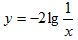 y = −2lg 1/x